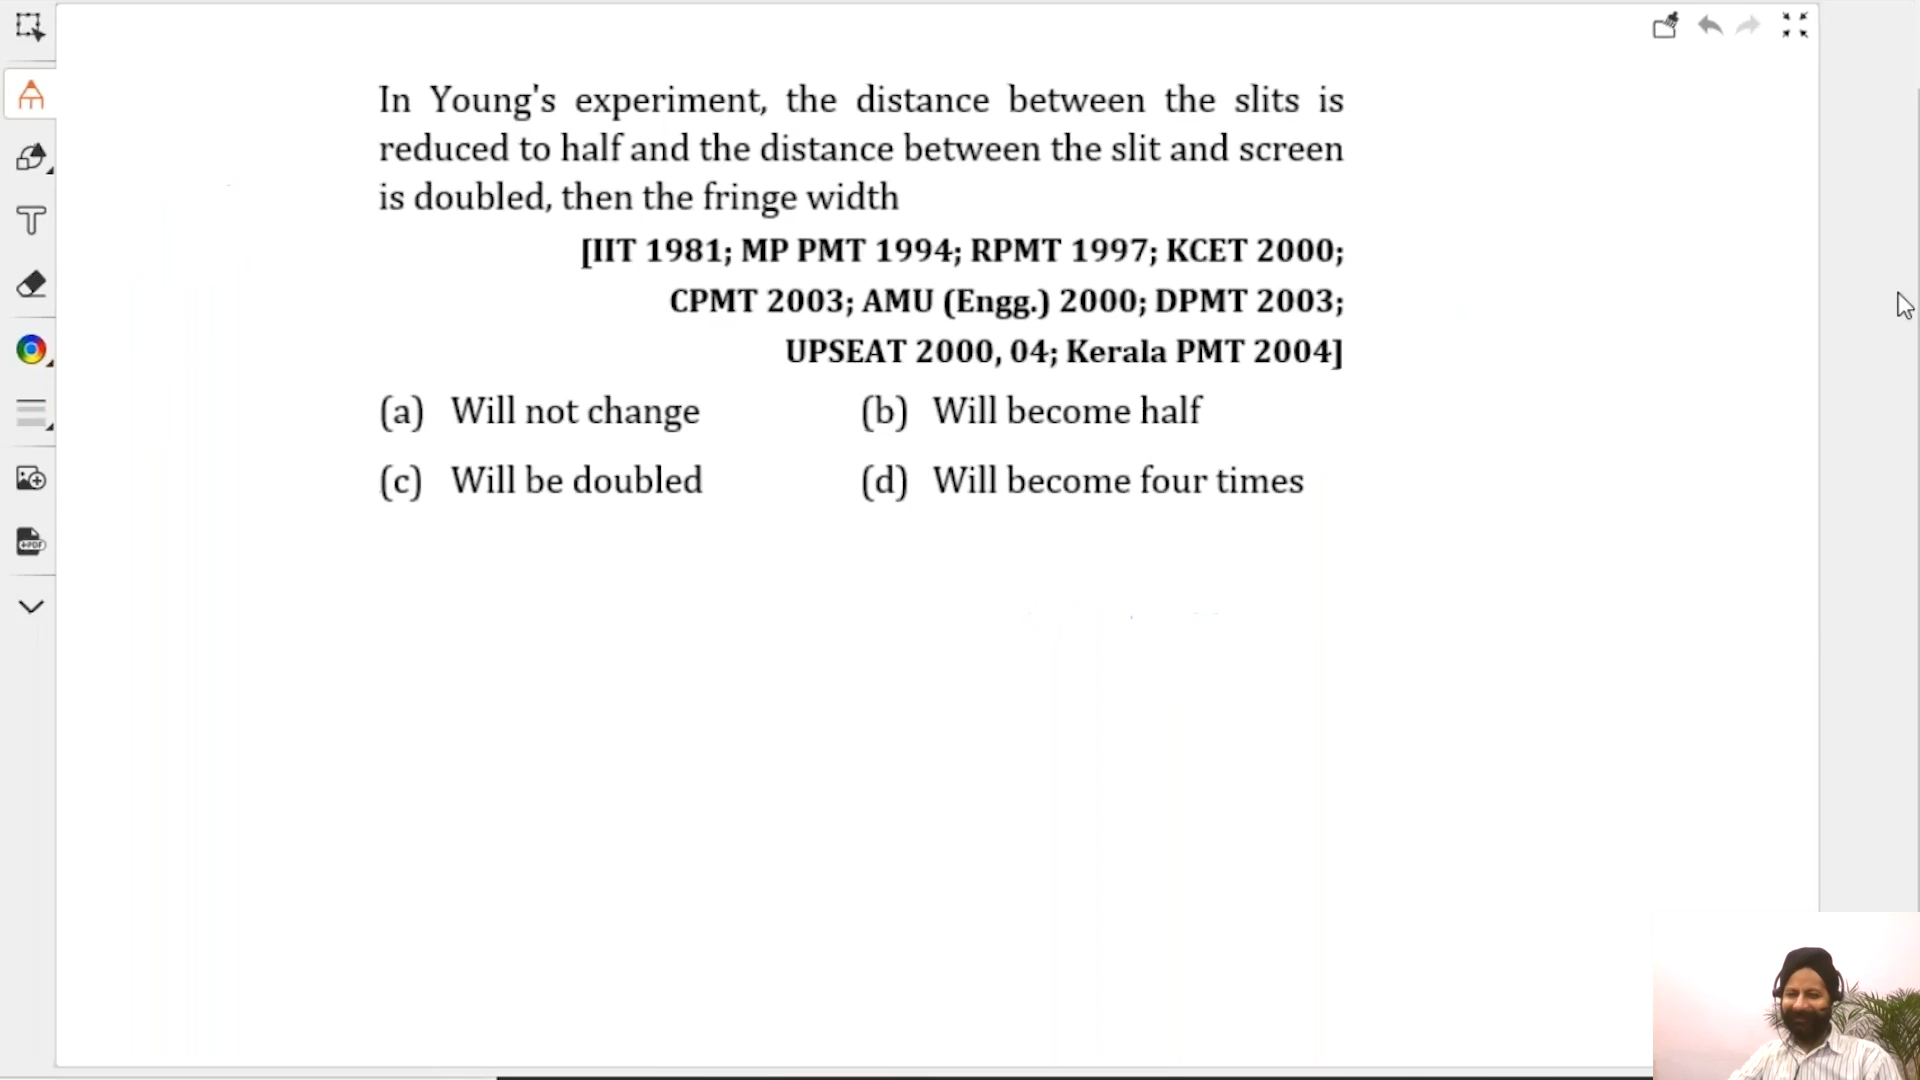 In Young's experiment, the distance between the slits is
reduced to half and the distance between the slit and screen
is doubled, then the fringe width
[IIT 1981; MP PMT 1994; RPMT 1997; KCET 2000;
CPMT 2003; AMU (Engg.) 2000; DPMT 2003;
UPSEAT 2000, 04; Kerala PMT 2004]
(a) Will not change (b) Will become half
(c) Will be doubled (d) Will become four times
+PDF